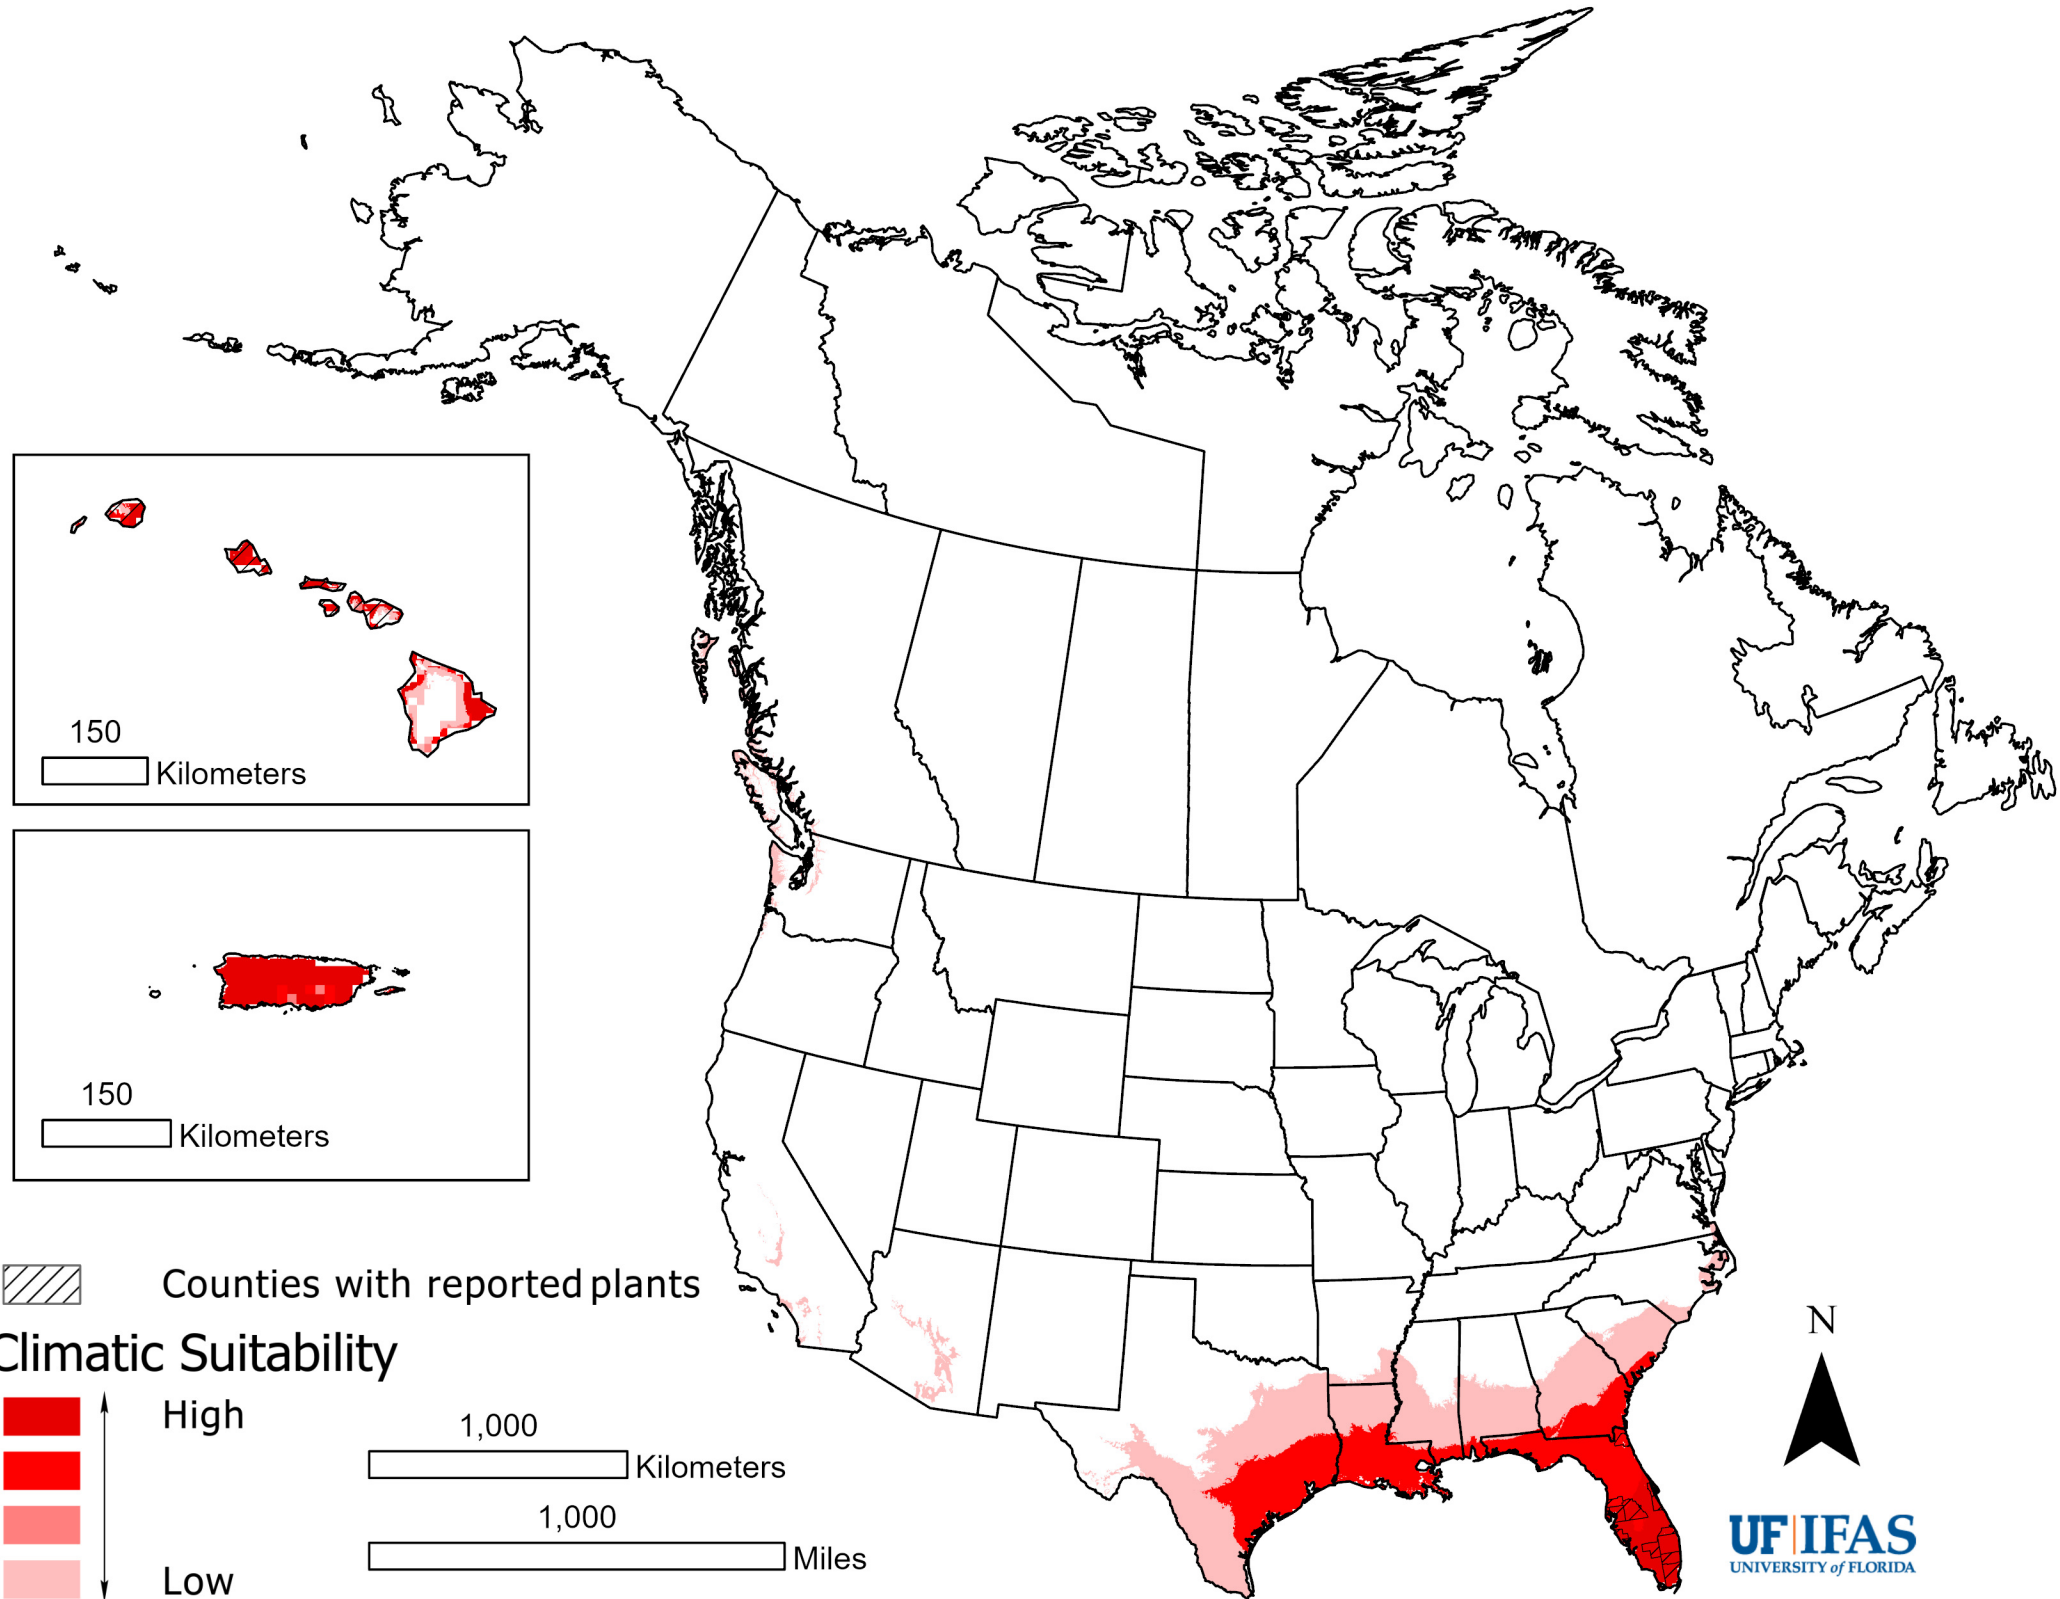 150
Kilometers
150
Kilometers
Counties with reported plants
Climatic Suitability
High
Low
1,000
Kilometers
1,000
Miles
N
UF|IFAS
UNIVERSITY of FLORIDA